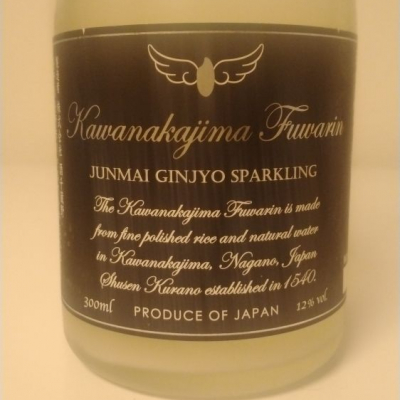 Kawanakajima Fuwarin
JUNMAI GINJYO SPARKLING
The Kawanakajima Fuwarin is made
from fine polished rice and natural water
in Kawanakajima, Nagano, Japan
Shusen Kurano established in 1540.
300ml PRODUCE OF JAPAN 12% vol.